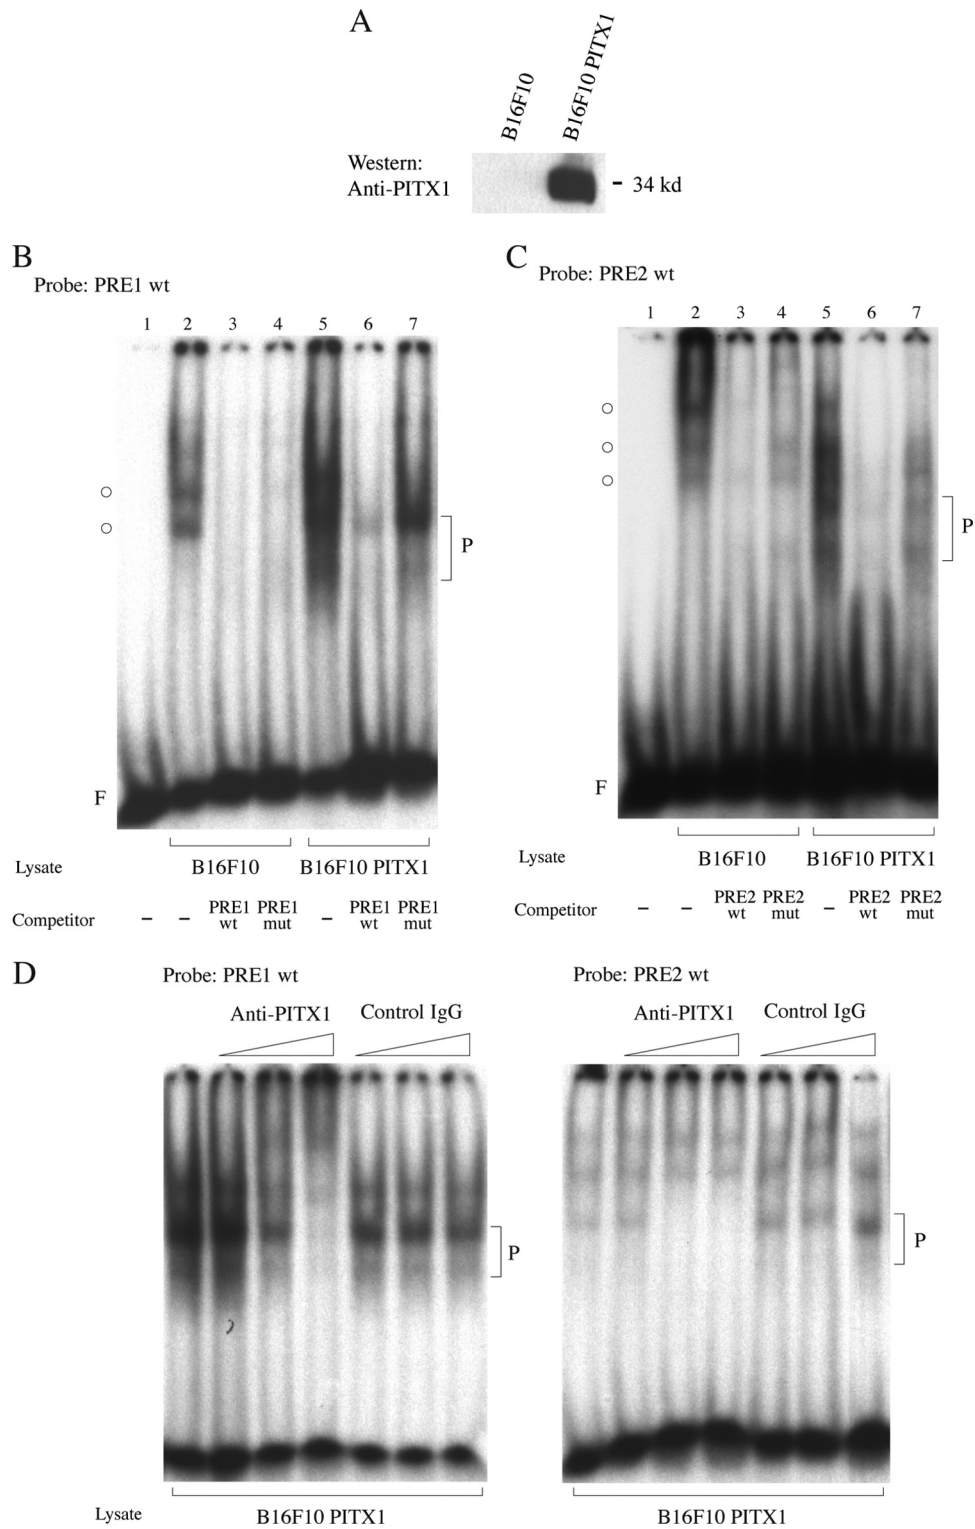 A
B16F10
B16F10 PITX1
Western:
Anti-PITX1
- 34 kd
B
Probe: PRE1 wt
1 2 3 4 5 6 7
P
F
Lysate
B16F10
B16F10 PITX1
Competitor
– – PRE1 wt PRE1 mut – PRE1 wt PRE1 mut
C
Probe: PRE2 wt
1 2 3 4 5 6 7
P
F
Lysate
B16F10
B16F10 PITX1
Competitor
– – PRE2 wt PRE2 mut – PRE2 wt PRE2 mut
D
Probe: PRE1 wt
Anti-PITX1
Control IgG
P
Lysate
B16F10 PITX1
Probe: PRE2 wt
Anti-PITX1
Control IgG
P
B16F10 PITX1